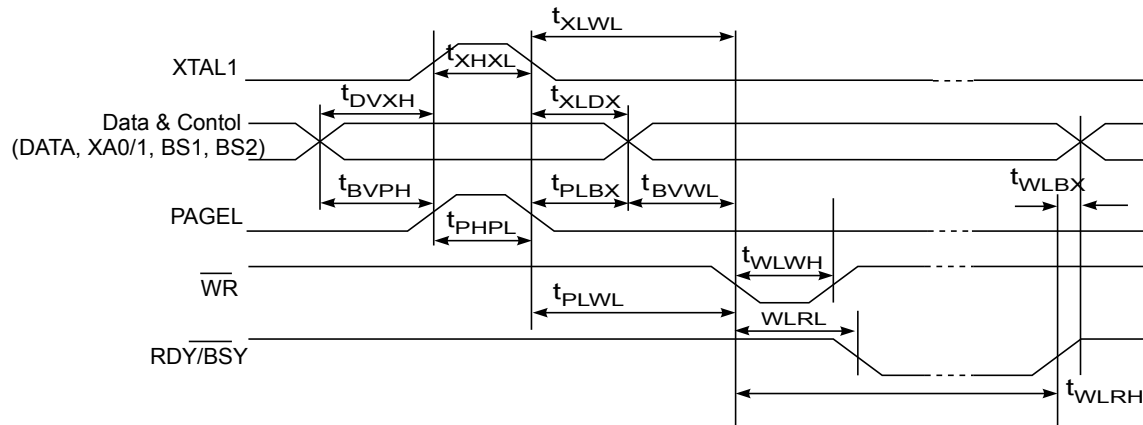 tXLWL
XTAL1
tXHXL
tDVXH
tXLDX
Data & Contol
(DATA, XA0/1, BS1, BS2)
tBVPH
tPLBX
tBVWL
tWLBX
PAGEL
tPHPL
tWLWH
WR
tPLWL
WLRL
RDY/BSY
tWLRH